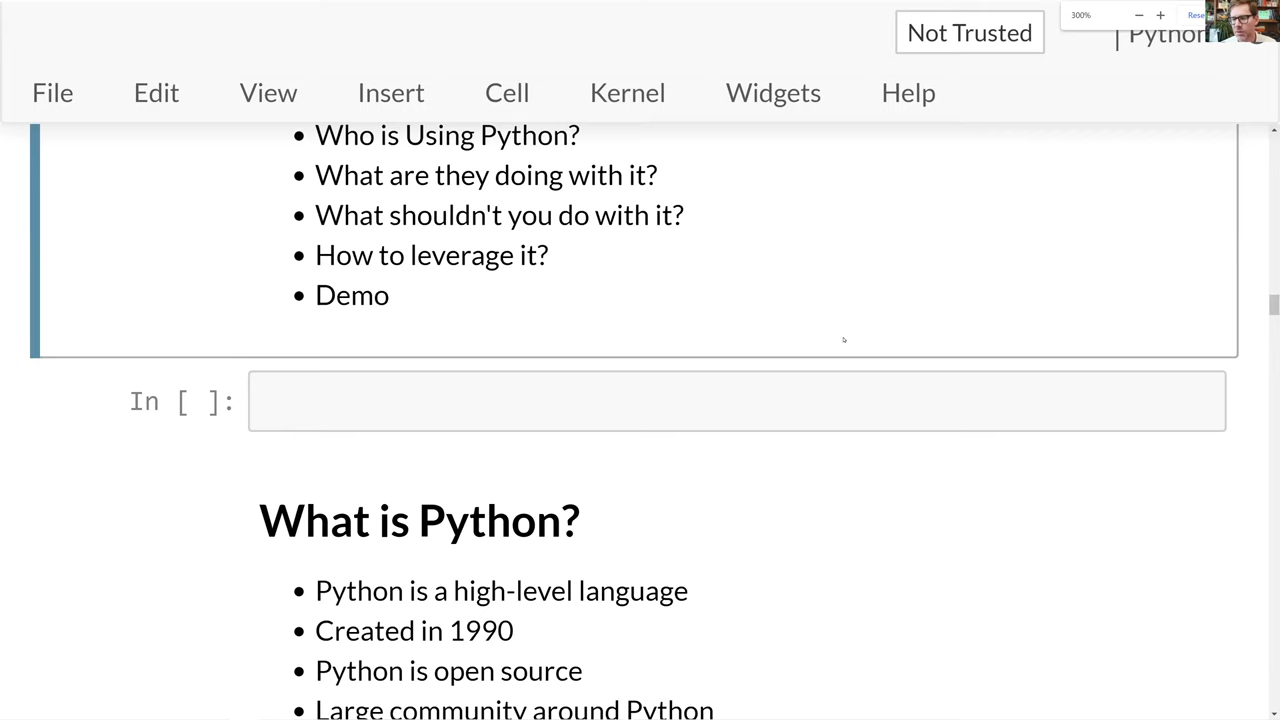 300%
− +
Rese
Not Trusted
| Python
File Edit View Insert Cell Kernel Widgets Help
• Who is Using Python?
• What are they doing with it?
• What shouldn't you do with it?
• How to leverage it?
• Demo
In [ ]:
What is Python?
• Python is a high-level language
• Created in 1990
• Python is open source
• Large community around Python